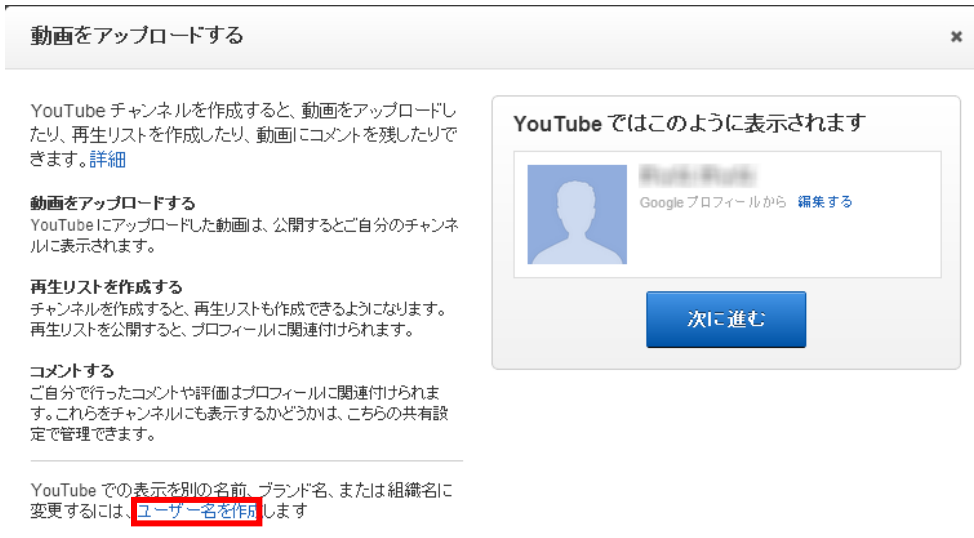 動画をアップロードする
YouTube チャンネルを作成すると、動画をアップロードし
たり、再生リストを作成したり、動画にコメントを残したりで
きます。詳細
動画をアップロードする
YouTubeにアップロードした動画は、公開するとご自分のチャンネ
ルに表示されます。
再生リストを作成する
チャンネルを作成すると、再生リストも作成できるようになります。
再生リストを公開すると、プロフィールに関連付けられます。
コメントする
ご自分で行ったコメントや評価はプロフィールに関連付けられま
す。これらをチャンネルにも表示するかどうかは、こちらの共有設
定で管理できます。
YouTube での表示を別の名前、ブランド名、または組織名に
変更するには、ユーザー名を作成します
YouTube ではこのように表示されます
Google プロフィールから 編集する
次に進む